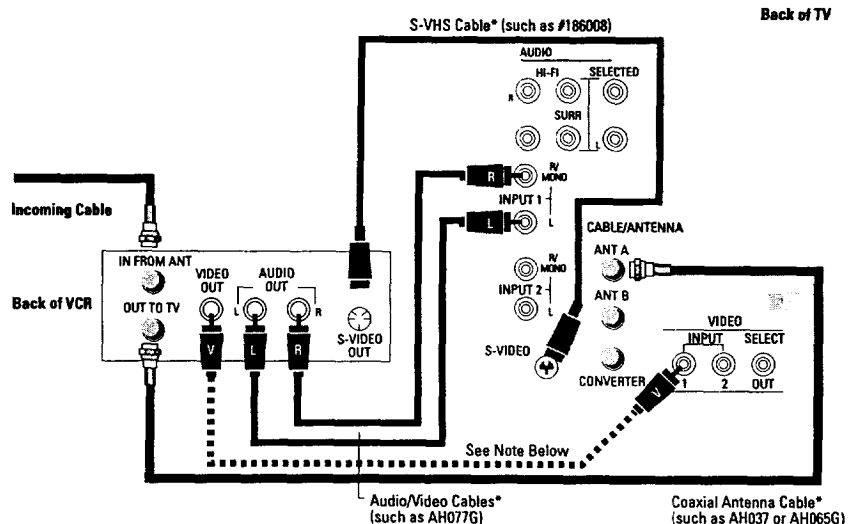 Back of TV
S-VHS Cable* (such as #186008)
AUDIO
HI-FI
SELECTED
R
SURR
L
R
R/
MONO
INPUT 1
L
L
CABLE/ANTENNA
Incoming Cable
IN FROM ANT
VIDEO
OUT
AUDIO
OUT
L
R
R/
MONO
INPUT 2
L
ANT A
ANT B
Back of VCR
OUT TO TV
S-VIDEO
OUT
VIDEO
INPUT
SELECT
V
L
R
S-VIDEO
CONVERTER
1
2
OUT
V
See Note Below
Audio/Video Cables*
(such as AH077G)
Coaxial Antenna Cable*
(such as AH037 or AH065G)